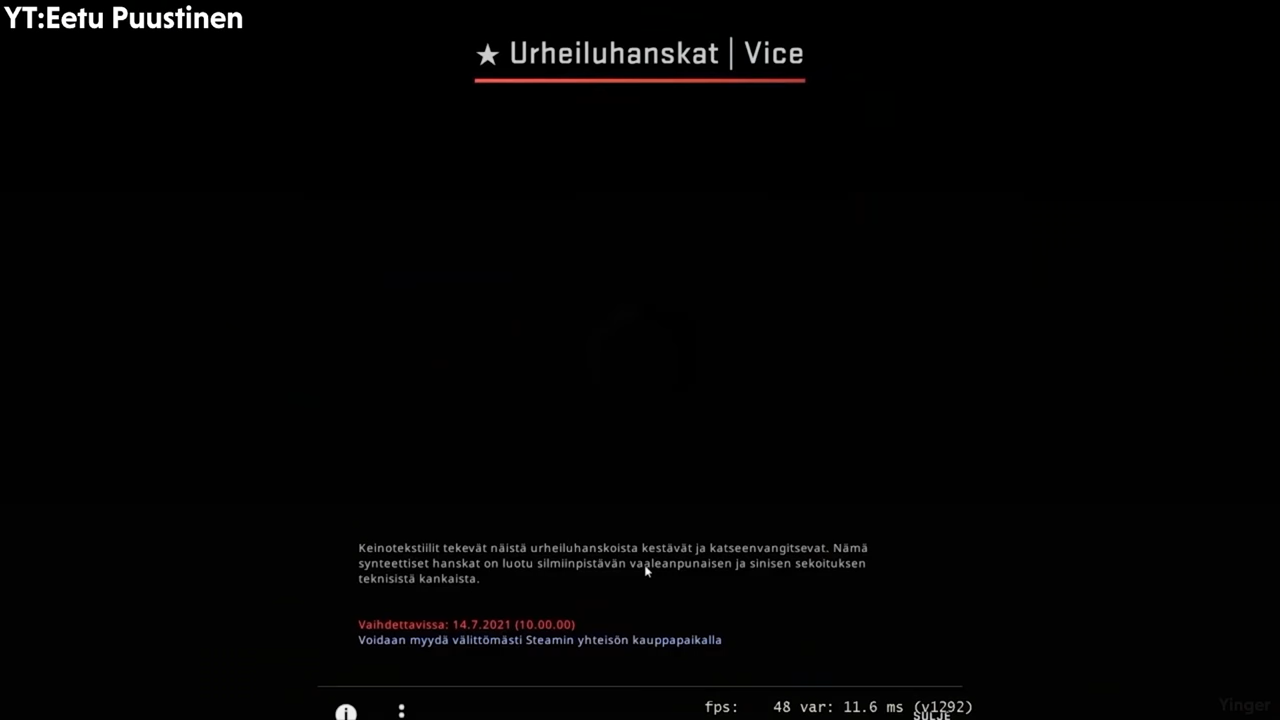 YT:Eetu Puustinen
★ Urheiluhanskat | Vice
Keinotekstiilit tekevät näistä urheiluhanskoista kestävät ja katseenvangitsevat. Nämä
synteettiset hanskat on luotu silmiinpistävän vaaleanpunaisen ja sinisen sekoituksen
teknisistä kankaista.
Vaihdettavissa: 14.7.2021 (10.00.00)
Voidaan myydä välittömästi Steamin yhteisön kauppapaikalla
fps: 48 var: 11.6 ms (v1292)
SULJE
Yinger